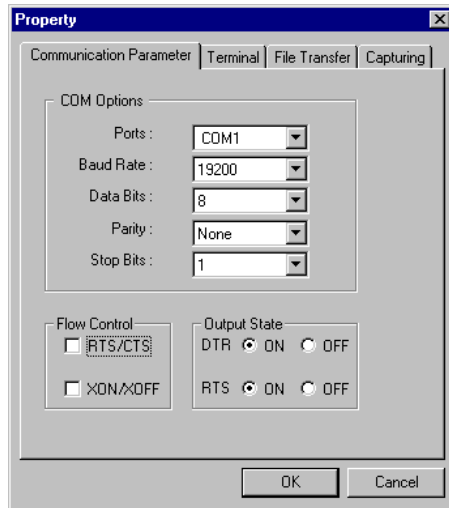 Property
Communication Parameter Terminal File Transfer Capturing
COM Options
Ports : COM1
Baud Rate : 19200
Data Bits : 8
Parity : None
Stop Bits : 1
Flow Control
RTS/CTS
XON/XOFF
Output State
DTR ON OFF
RTS ON OFF
OK Cancel